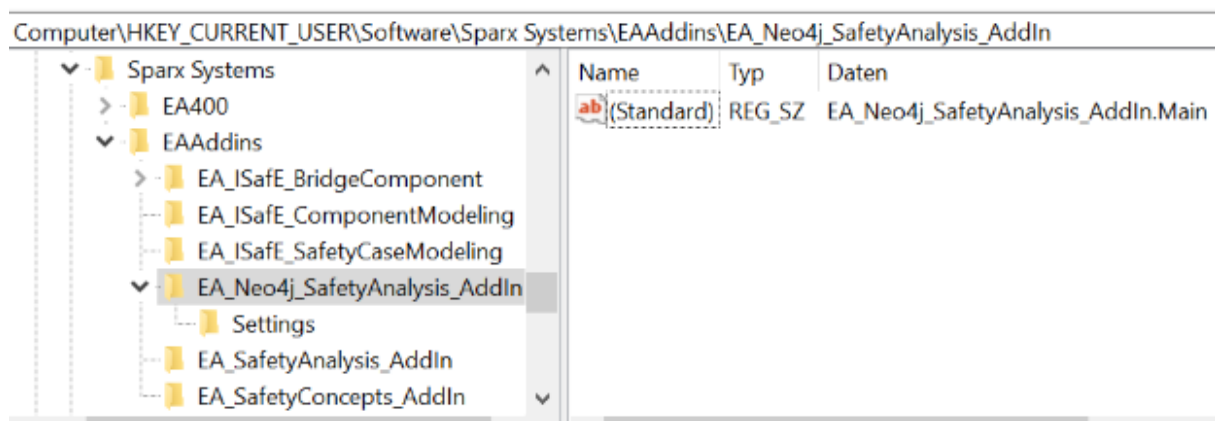 Computer\HKEY_CURRENT_USER\Software\Sparx Systems\EAAddins\EA_Neo4j_SafetyAnalysis_AddIn
Sparx Systems
EA400
EAAddins
EA_ISafE_BridgeComponent
EA_ISafE_ComponentModeling
EA_ISafE_SafetyCaseModeling
EA_Neo4j_SafetyAnalysis_AddIn
Settings
EA_SafetyAnalysis_AddIn
EA_SafetyConcepts_AddIn
Name Typ Daten
ab (Standard) REG_SZ EA_Neo4j_SafetyAnalysis_AddIn.Main